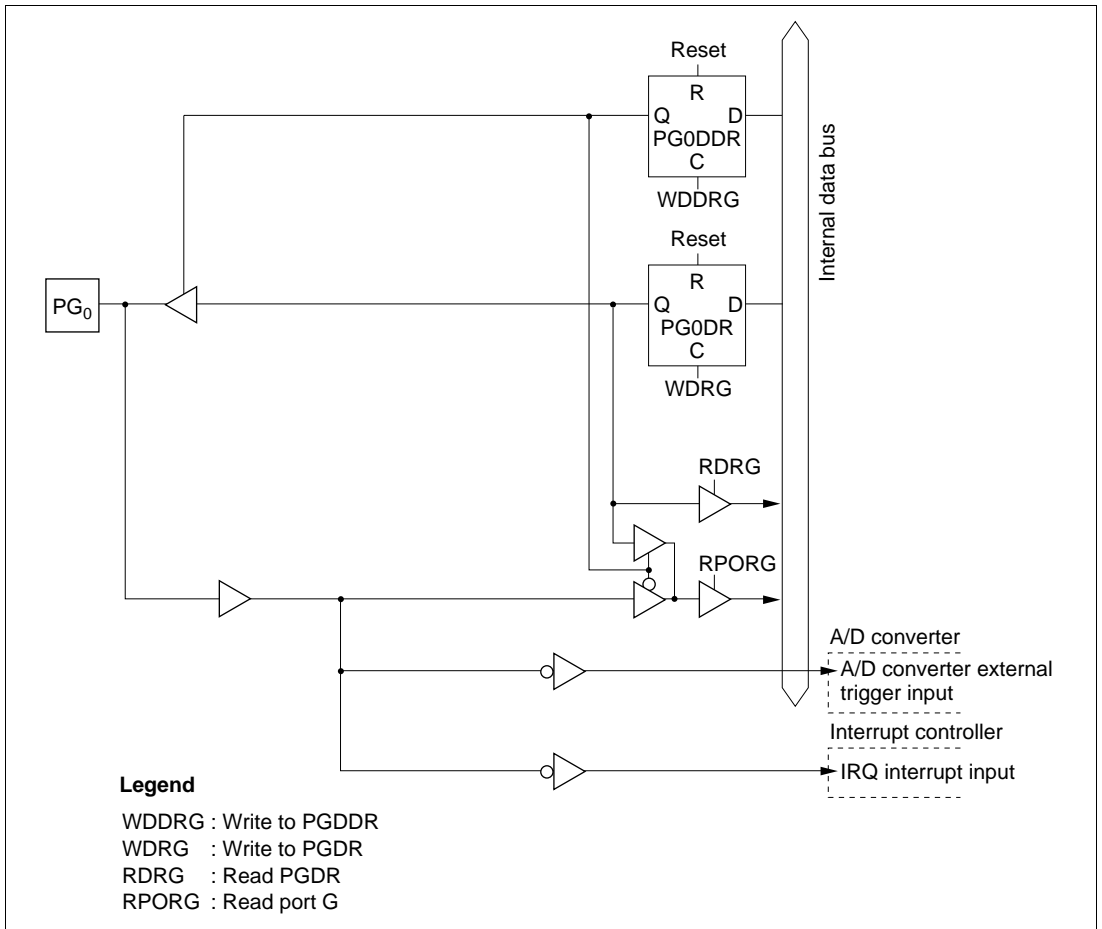 Reset
R
Q D
PG0DDR
C
WDDRG
Internal data bus
Reset
R
PG0
Q D
PG0DR
C
WDRG
RDRG
RPORG
A/D converter
A/D converter external
trigger input
Interrupt controller
IRQ interrupt input
Legend
WDDRG : Write to PGDDR
WDRG : Write to PGDR
RDRG : Read PGDR
RPORG : Read port G